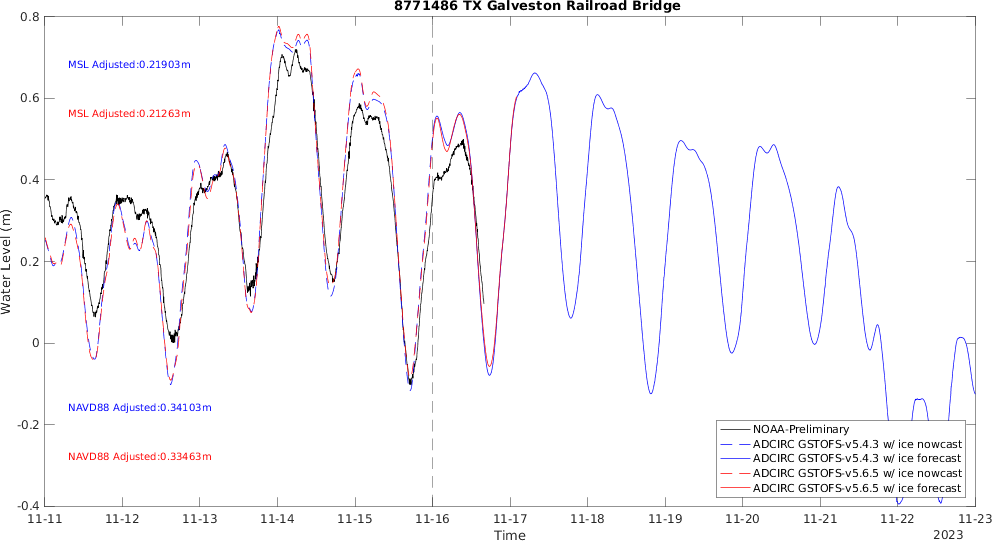 8771486 TX Galveston Railroad Bridge
0.8
MSL Adjusted:0.21903m
0.6
MSL Adjusted:0.21263m
0.4
Water Level (m)
0.2
0
NAVD88 Adjusted:0.34103m
-0.2
NAVD88 Adjusted:0.33463m
-0.4
NOAA-Preliminary
ADCIRC GSTOFS-v5.4.3 w/ ice nowcast
ADCIRC GSTOFS-v5.4.3 w/ ice forecast
ADCIRC GSTOFS-v5.6.5 w/ ice nowcast
ADCIRC GSTOFS-v5.6.5 w/ ice forecast
11-11 11-12 11-13 11-14 11-15 11-16 11-17 11-18 11-19 11-20 11-21 11-22 11-23
Time
2023